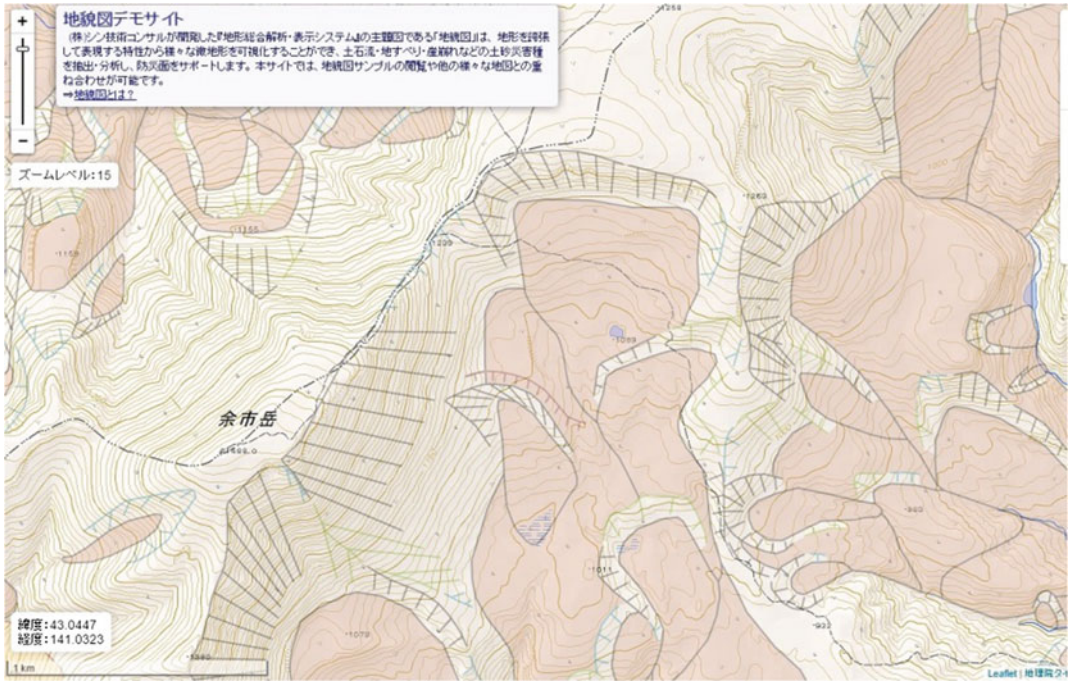 +
地貌図デモサイト
(株)シン技術コンサルが開発した『地形総合解析・表示システム』の主題図である「地貌図」は、地形を誇張
して表現する特性から様々な微地形を可視化することができ、土石流・地すべり・崖崩れなどの土砂災害種
を抽出・分析し、防災面をサポートします。本サイトでは、地貌図サンプルの閲覧や他の様々な地図との重
ね合わせが可能です。
⇒地貌図とは?
−
ズームレベル:15
1258
1263
1155
1159
余市岳
1011
1079
932
緯度:43.0447
経度:141.0323
1 km
Leaflet | 地理院タイ